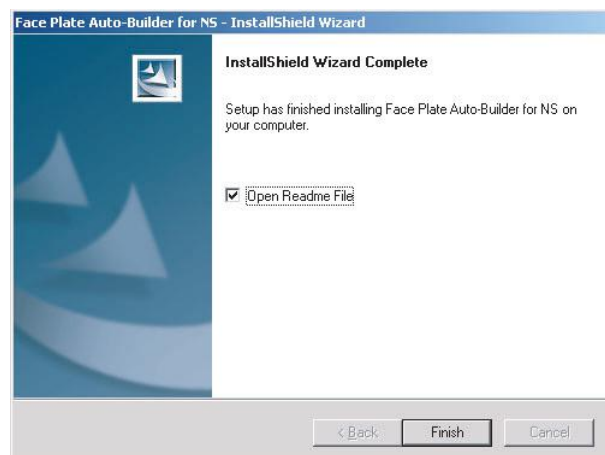 Face Plate Auto-Builder for NS - InstallShield Wizard
InstallShield Wizard Complete
Setup has finished installing Face Plate Auto-Builder for NS on
your computer.
Open Readme File
< Back
Finish
Cancel